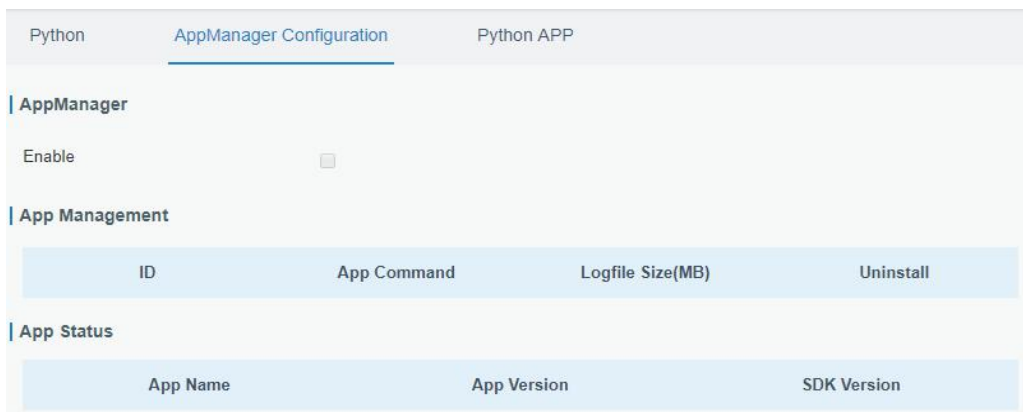 Python AppManager Configuration Python APP
AppManager
Enable
App Management
ID App Command Logfile Size(MB) Uninstall
App Status
App Name App Version SDK Version